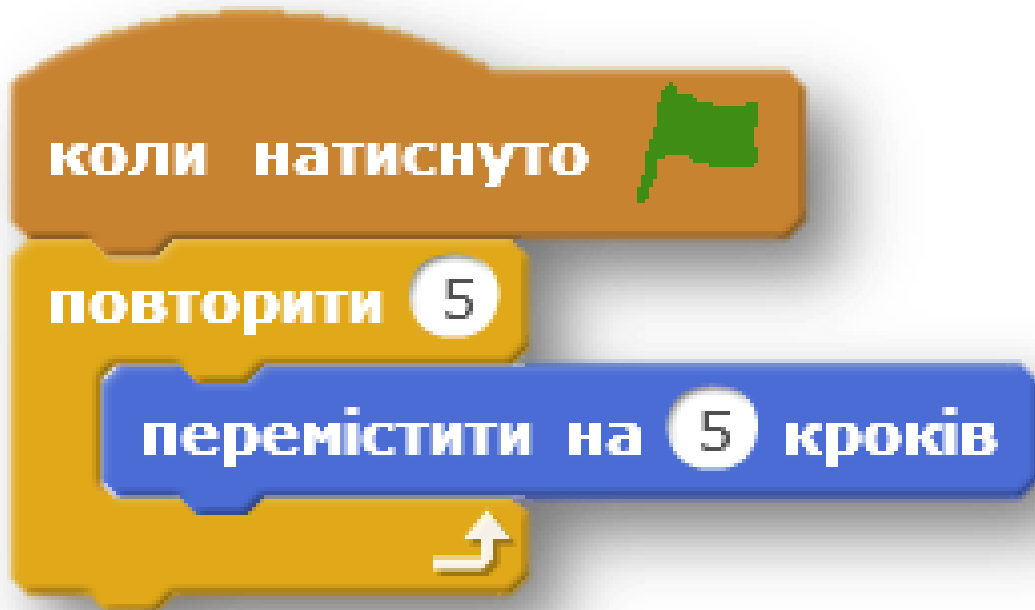 коли натиснуто
повторити 5
перемістити на 5 кроків